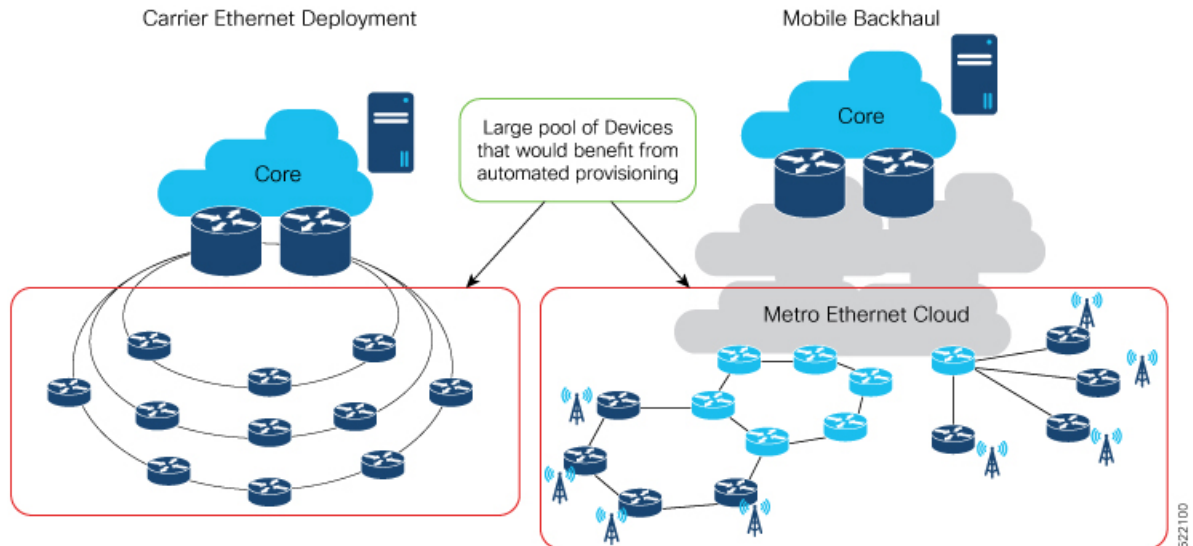 Carrier Ethernet Deployment
Mobile Backhaul
Core
Large pool of Devices
that would benefit from
automated provisioning
Core
Metro Ethernet Cloud
522100